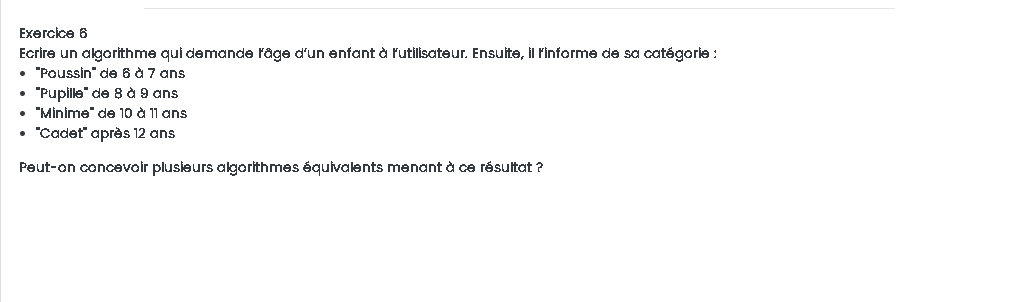 Exercice 6
Ecrire un algorithme qui demande l'âge d'un enfant à l'utilisateur. Ensuite, il l'informe de sa catégorie :
• "Poussin" de 6 à 7 ans
• "Pupille" de 8 à 9 ans
• "Minime" de 10 à 11 ans
• "Cadet" après 12 ans
Peut-on concevoir plusieurs algorithmes équivalents menant à ce résultat ?